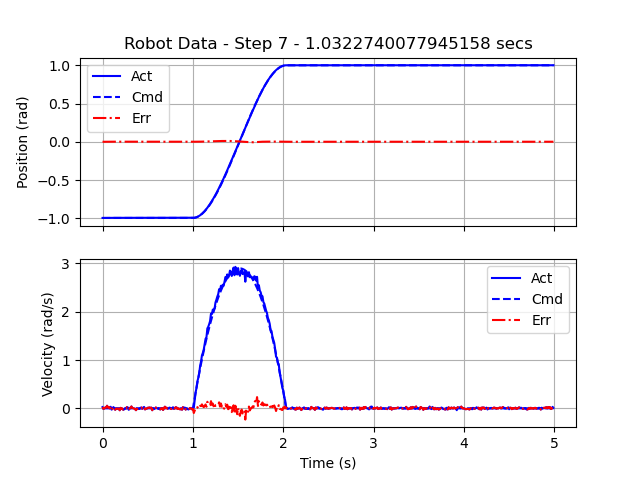 Robot Data - Step 7 - 1.0322740077945158 secs
Position (rad)
1.0
0.5
0.0
−0.5
−1.0
Act
Cmd
Err
Velocity (rad/s)
3
2
1
0
Act
Cmd
Err
0 1 2 3 4 5
Time (s)